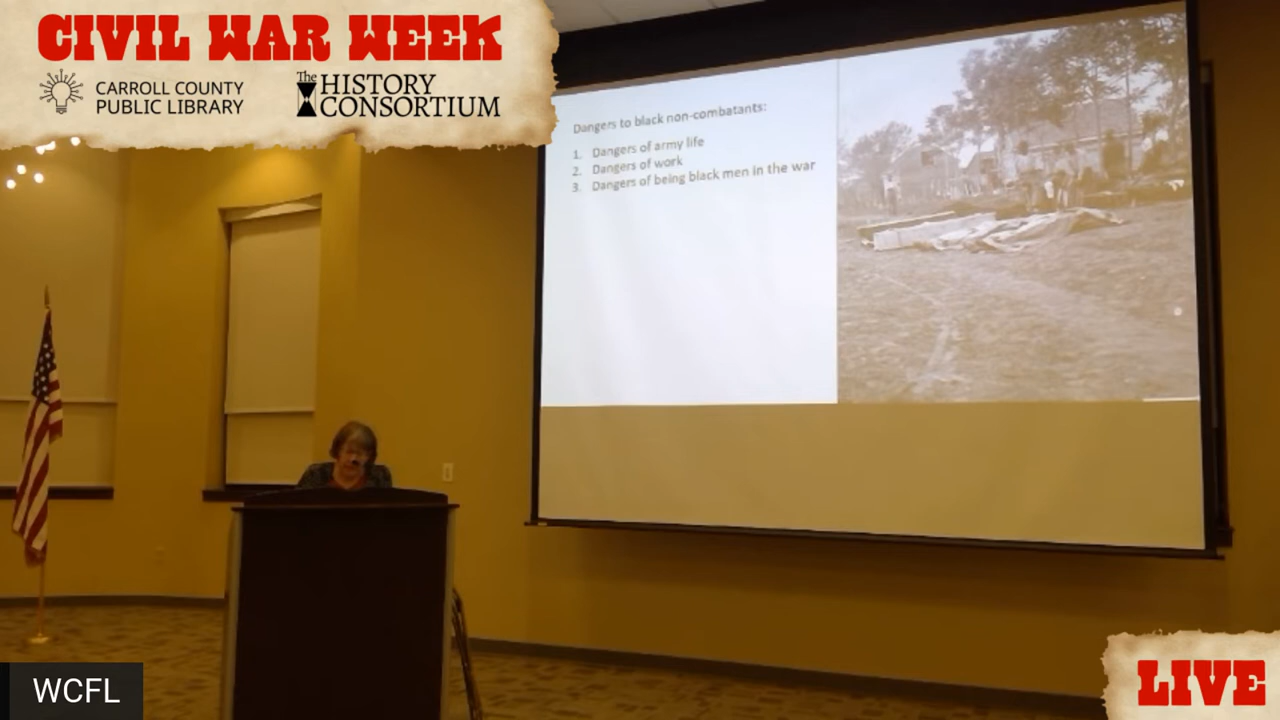 CIVIL WAR WEEK
CARROLL COUNTY
PUBLIC LIBRARY
The HISTORY
CONSORTIUM
Dangers to black non-combatants:
1. Dangers of army life
2. Dangers of work
3. Dangers of being black men in the war
WCFL
LIVE